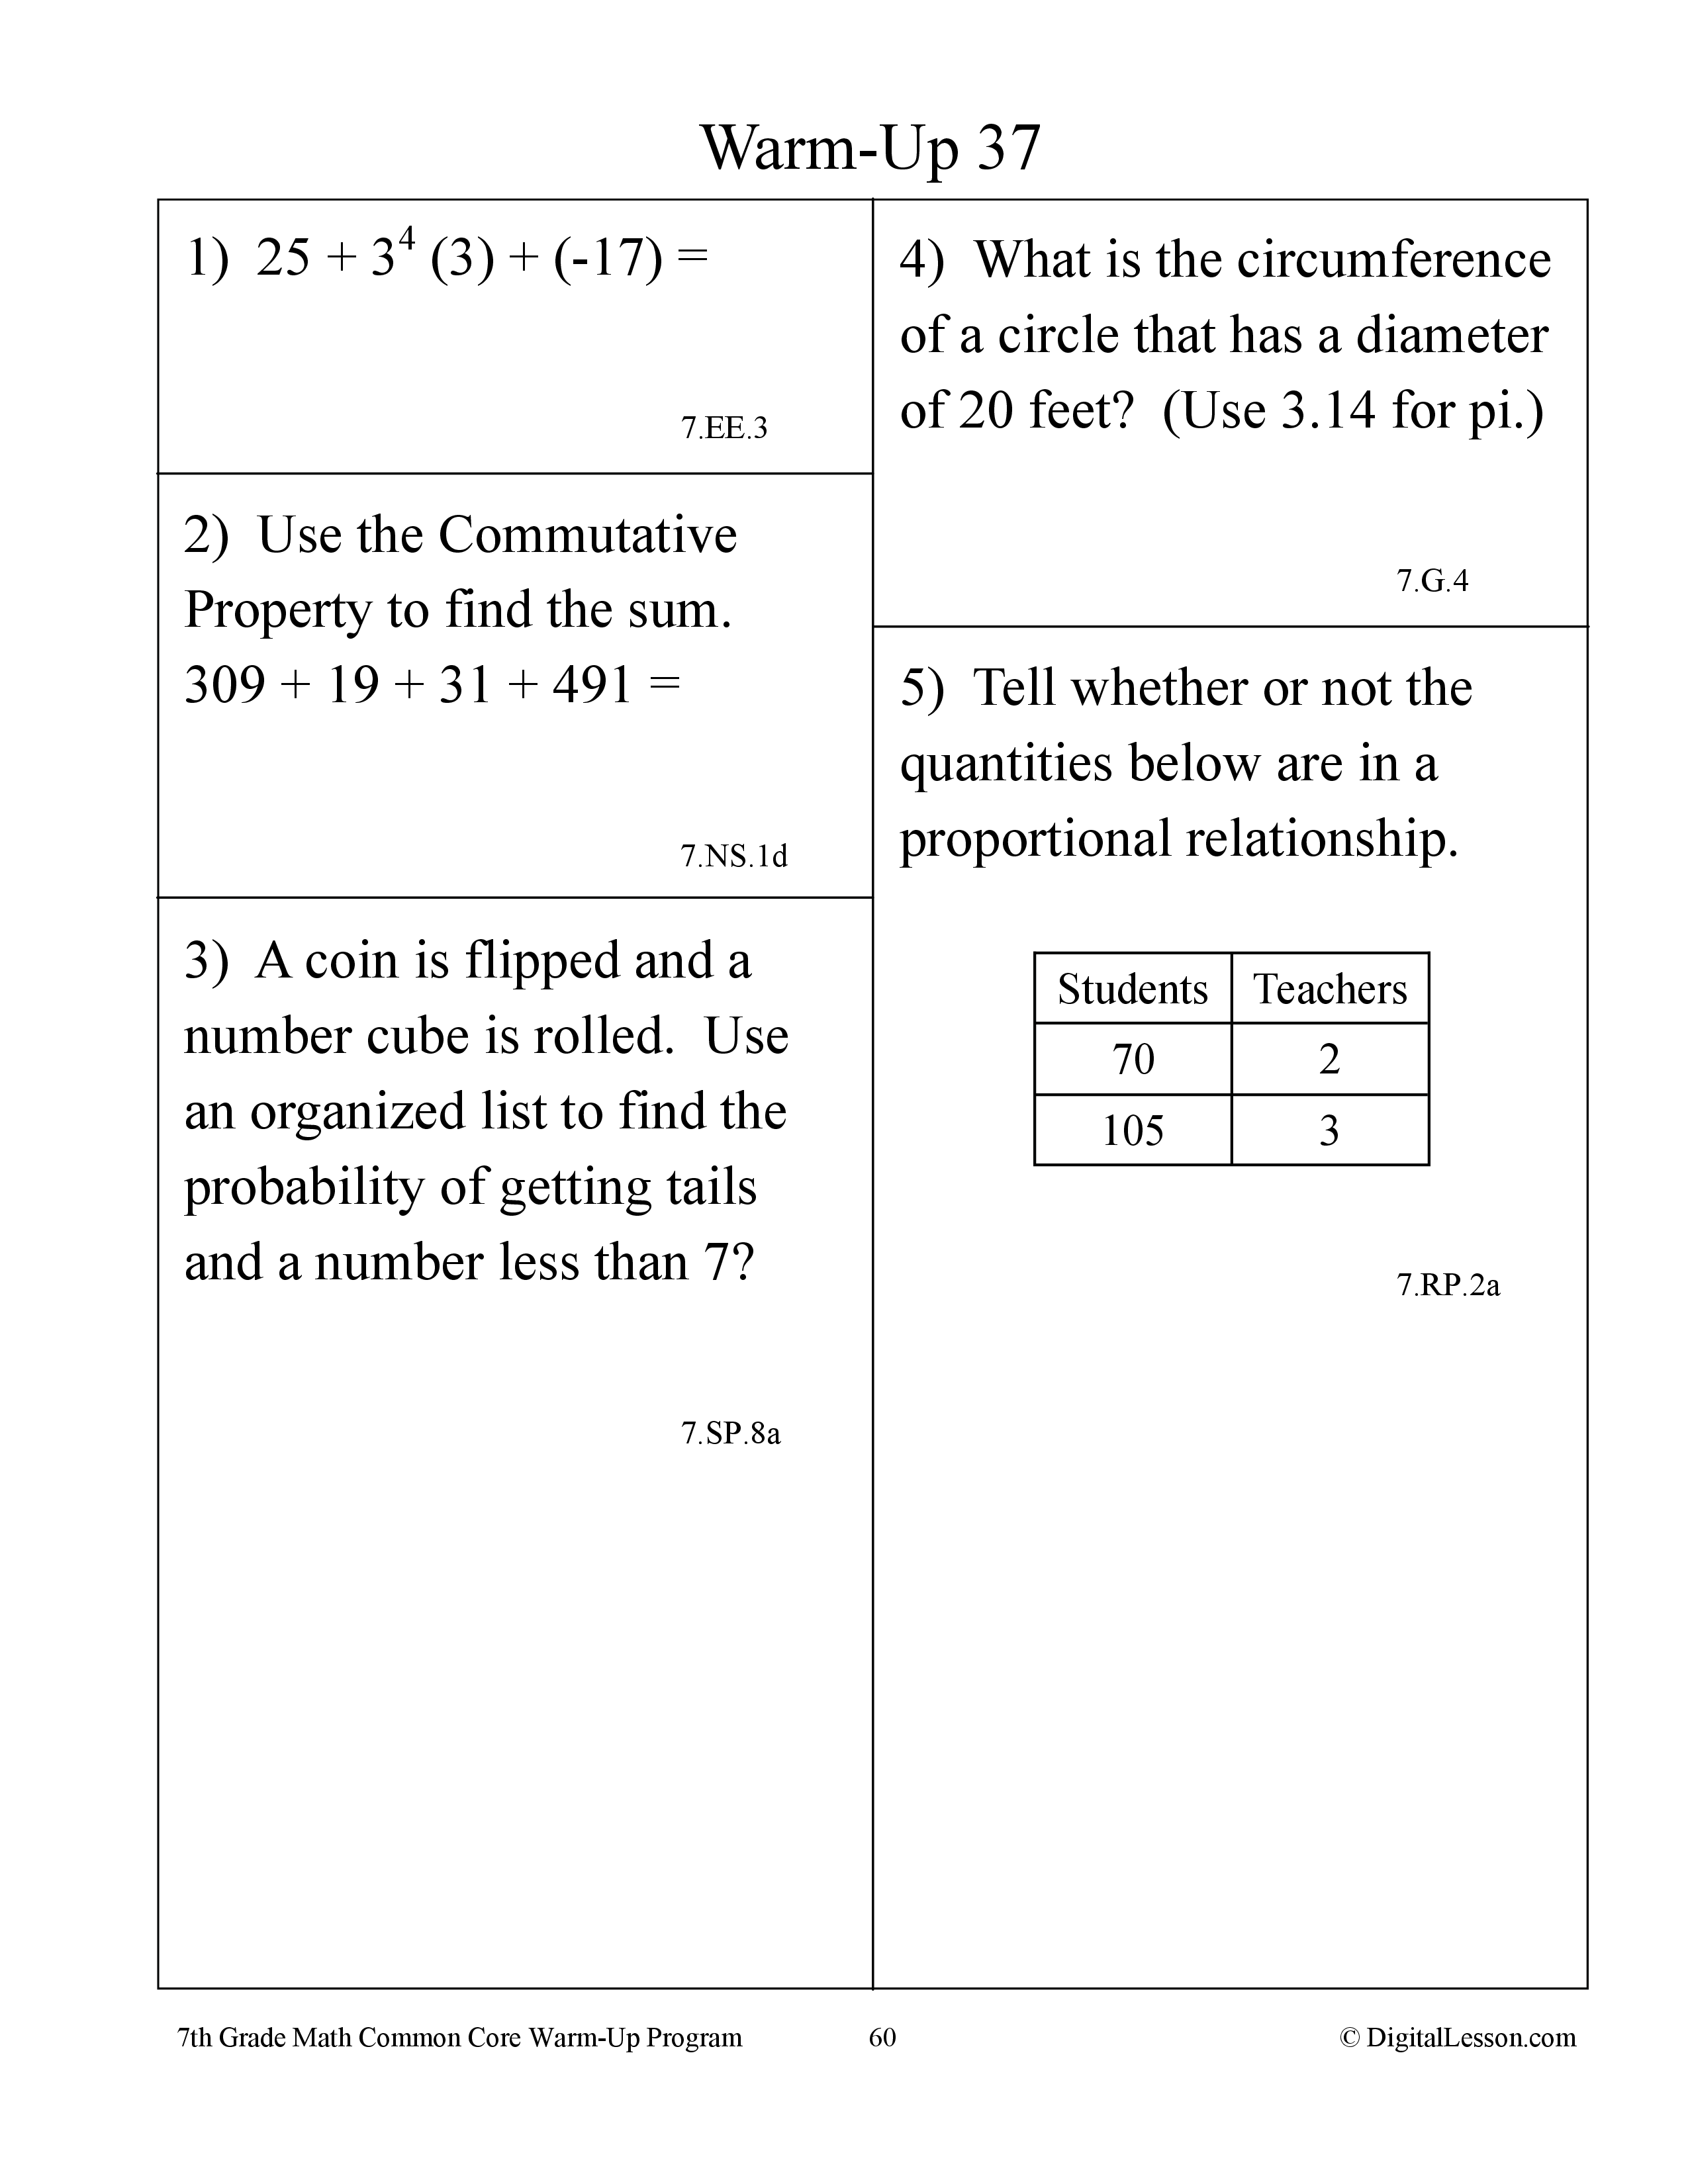 Warm-Up 37
1)  25 + 3⁴ (3) + (-17) =
7.EE.3
2)  Use the Commutative
Property to find the sum.
309 + 19 + 31 + 491 =
7.NS.1d
3)  A coin is flipped and a
number cube is rolled.  Use
an organized list to find the
probability of getting tails
and a number less than 7?
7.SP.8a
4)  What is the circumference
of a circle that has a diameter
of 20 feet?  (Use 3.14 for pi.)
7.G.4
5)  Tell whether or not the
quantities below are in a
proportional relationship.
Students Teachers
70 2
105 3
7.RP.2a
7th Grade Math Common Core Warm-Up Program 60 © DigitalLesson.com